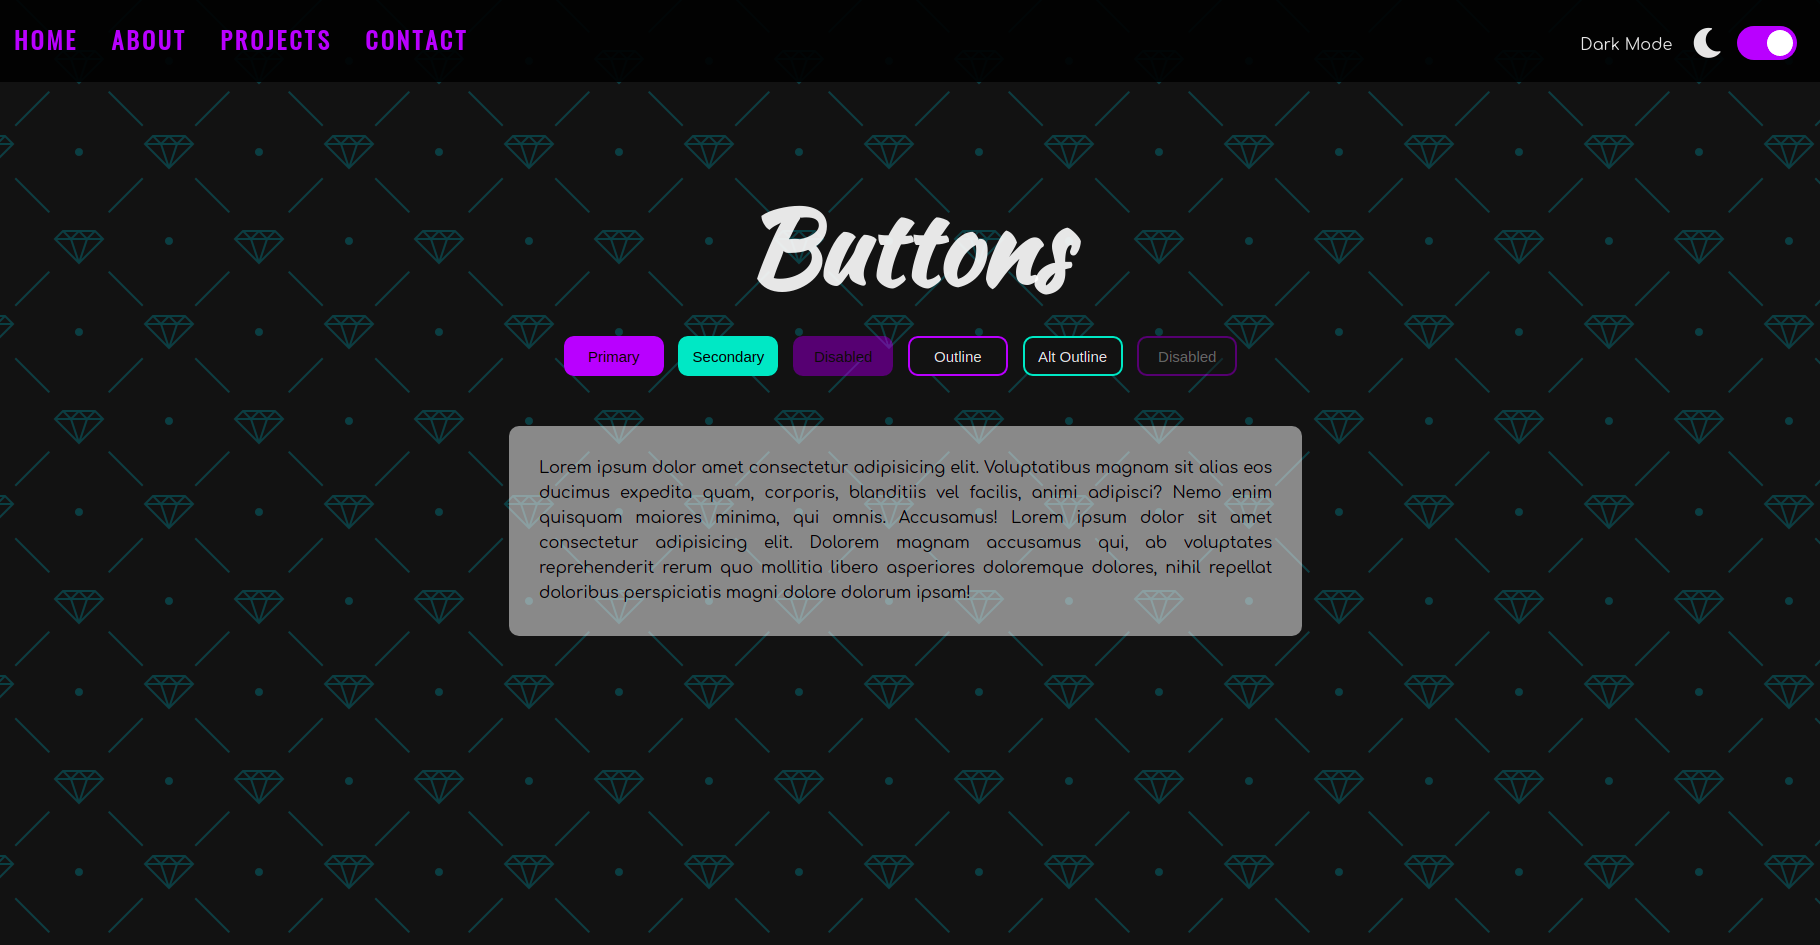 HOME ABOUT PROJECTS CONTACT Dark Mode
Buttons
Primary Secondary Disabled Outline Alt Outline Disabled
Lorem ipsum dolor amet consectetur adipisicing elit. Voluptatibus magnam sit alias eos
ducimus expedita quam, corporis, blanditiis vel facilis, animi adipisci? Nemo enim
quisquam maiores minima, qui omnis. Accusamus! Lorem ipsum dolor sit amet
consectetur adipisicing elit. Dolorem magnam accusamus qui, ab voluptates
reprehenderit rerum quo mollitia libero asperiores doloremque dolores, nihil repellat
doloribus perspiciatis magni dolore dolorum ipsam!